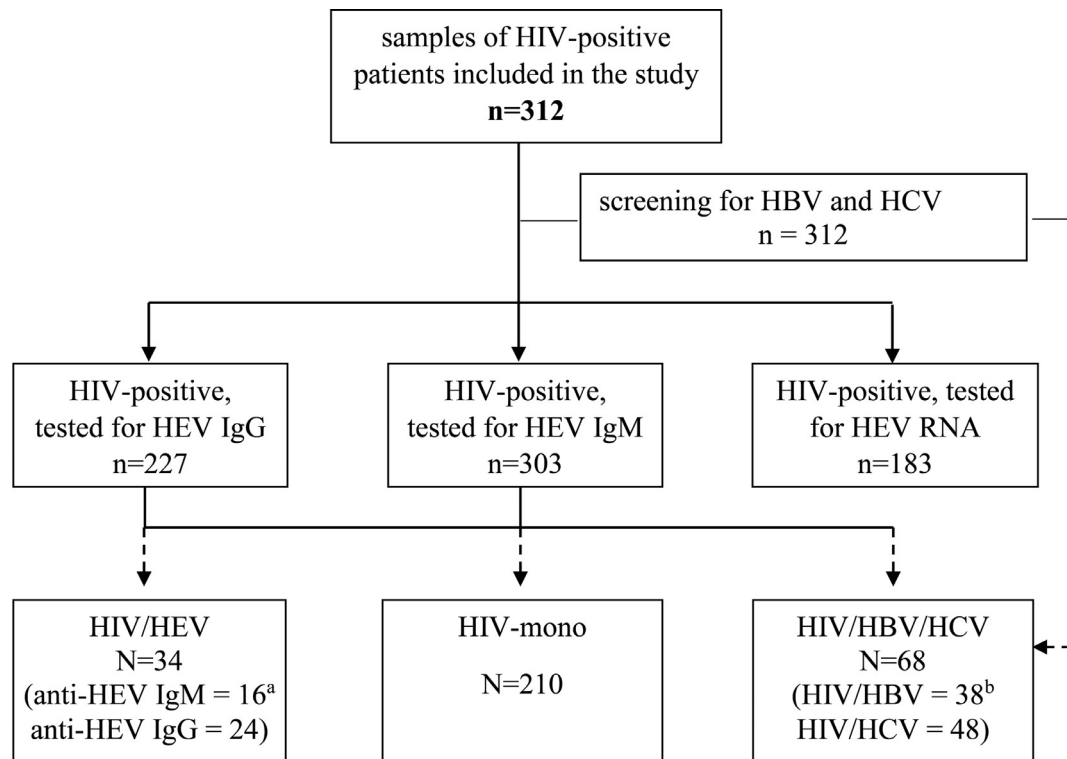 samples of HIV-positive
patients included in the study
n=312
screening for HBV and HCV
n = 312
HIV-positive,
tested for HEV IgG
n=227
HIV-positive,
tested for HEV IgM
n=303
HIV-positive, tested
for HEV RNA
n=183
HIV/HEV
N=34
(anti-HEV IgM = 16ᵃ
anti-HEV IgG = 24)
HIV-mono
N=210
HIV/HBV/HCV
N=68
(HIV/HBV = 38ᵇ
HIV/HCV = 48)